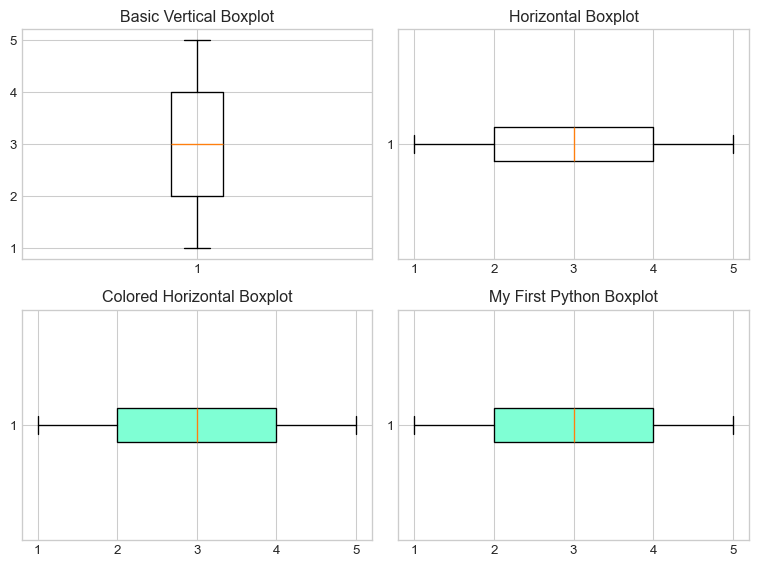 Basic Vertical Boxplot
5
4
3
2
1
1
Horizontal Boxplot
1
1 2 3 4 5
Colored Horizontal Boxplot
1
1 2 3 4 5
My First Python Boxplot
1
1 2 3 4 5